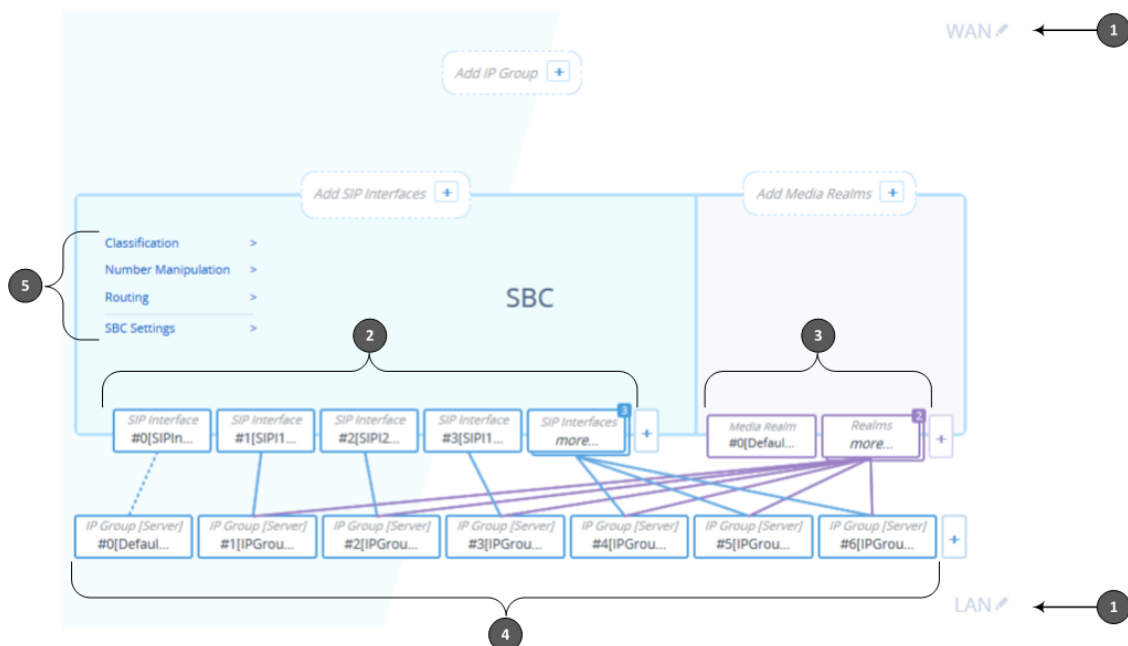 WAN
1
Add IP Group +
Add SIP Interfaces +
Add Media Realms +
Classification >
Number Manipulation >
Routing >
SBC Settings >
5
SBC
2
3
SIP Interface
#0[SIPIn...
SIP Interface
#1[SIPI1...
SIP Interface
#2[SIPI2...
SIP Interface
#3[SIPI1...
3
SIP Interfaces
more...
+
Media Realm
#0[Defaul...
2
Realms
more...
+
IP Group [Server]
#0[Defaul...
IP Group [Server]
#1[IPGrou...
IP Group [Server]
#2[IPGrou...
IP Group [Server]
#3[IPGrou...
IP Group [Server]
#4[IPGrou...
IP Group [Server]
#5[IPGrou...
IP Group [Server]
#6[IPGrou...
+
LAN
1
4